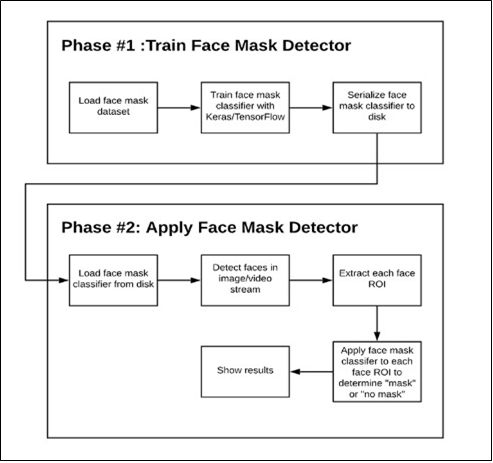 Phase #1 :Train Face Mask Detector
Load face mask
dataset
Train face mask
classifier with
Keras/TensorFlow
Serialize face
mask classifier to
disk
Phase #2: Apply Face Mask Detector
Load face mask
classifier from disk
Detect faces in
image/video
stream
Extract each face
ROI
Show results
Apply face mask
classifer to each
face ROI to
determine "mask"
or "no mask"